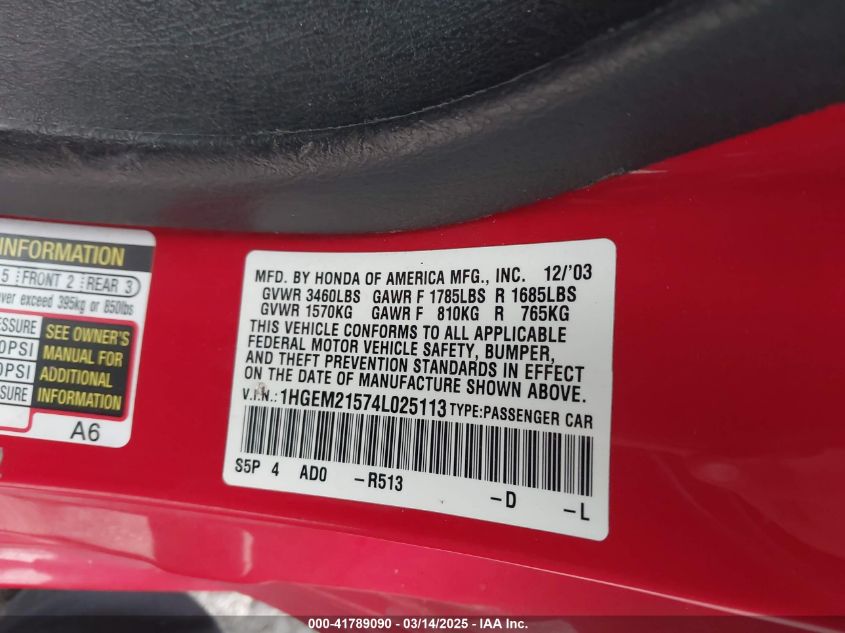 INFORMATION
5 FRONT 2 REAR 3
ver exceed 395kg or 850lbs
SSURE SEE OWNER'S
0PSI MANUAL FOR
0PSI ADDITIONAL
SSURE INFORMATION
A6
MFD. BY HONDA OF AMERICA MFG., INC. 12/'03
GVWR 3460LBS GAWR F 1785LBS R 1685LBS
GVWR 1570KG GAWR F 810KG R 765KG
THIS VEHICLE CONFORMS TO ALL APPLICABLE
FEDERAL MOTOR VEHICLE SAFETY, BUMPER,
AND THEFT PREVENTION STANDARDS IN EFFECT
ON THE DATE OF MANUFACTURE SHOWN ABOVE.
V.I.N.: 1HGEM21574L025113 TYPE:PASSENGER CAR
S5P 4 AD0 -R513 -D -L
000-41789090 - 03/14/2025 - IAA Inc.